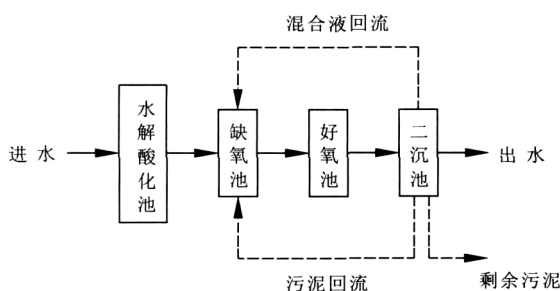 混合液回流
进水
水解酸化池
缺氧池
好氧池
二沉池
出水
污泥回流
剩余污泥